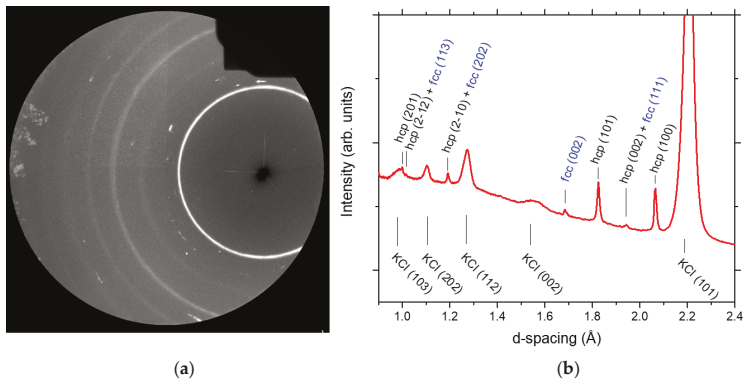 b
Intensity (arb. units)
hcp (201)
hcp (2-12) + fcc (113)
hcp (2-10) + fcc (202)
fcc (002)
hcp (101)
hcp (002) + fcc (111)
hcp (100)
KCl (103)
KCl (202)
KCl (112)
KCl (002)
KCl (101)
1.0 1.2 1.4 1.6 1.8 2.0 2.2 2.4
d-spacing (Å)
(a) (b)